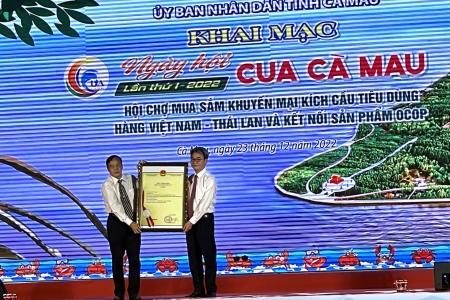 ỦY BAN NHÂN DÂN TỈNH CÀ MAU
KHAI MẠC
Ngày hội
CUA CÀ MAU
Lần thứ I - 2022
HỘI CHỢ MUA SẮM KHUYẾN MẠI KÍCH CẦU TIÊU DÙNG
HÀNG VIỆT NAM - THÁI LAN VÀ KẾT NỐI SẢN PHẨM OCOP
Cà Mau, ngày 23 tháng 12 năm 2022